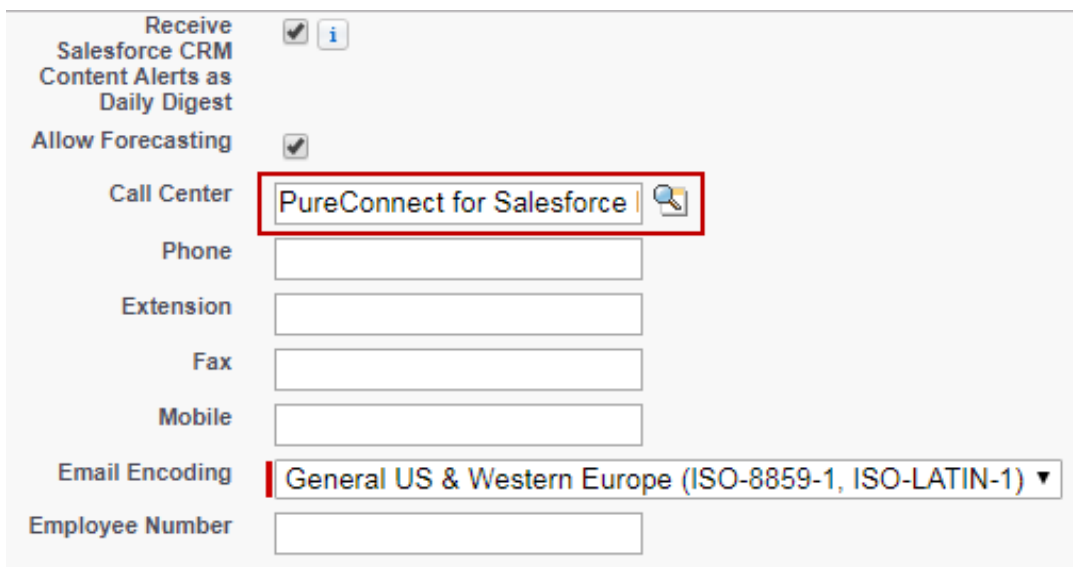 Receive
Salesforce CRM
Content Alerts as
Daily Digest
i
Allow Forecasting
Call Center
PureConnect for Salesforce
Phone
Extension
Fax
Mobile
Email Encoding
General US & Western Europe (ISO-8859-1, ISO-LATIN-1)
Employee Number